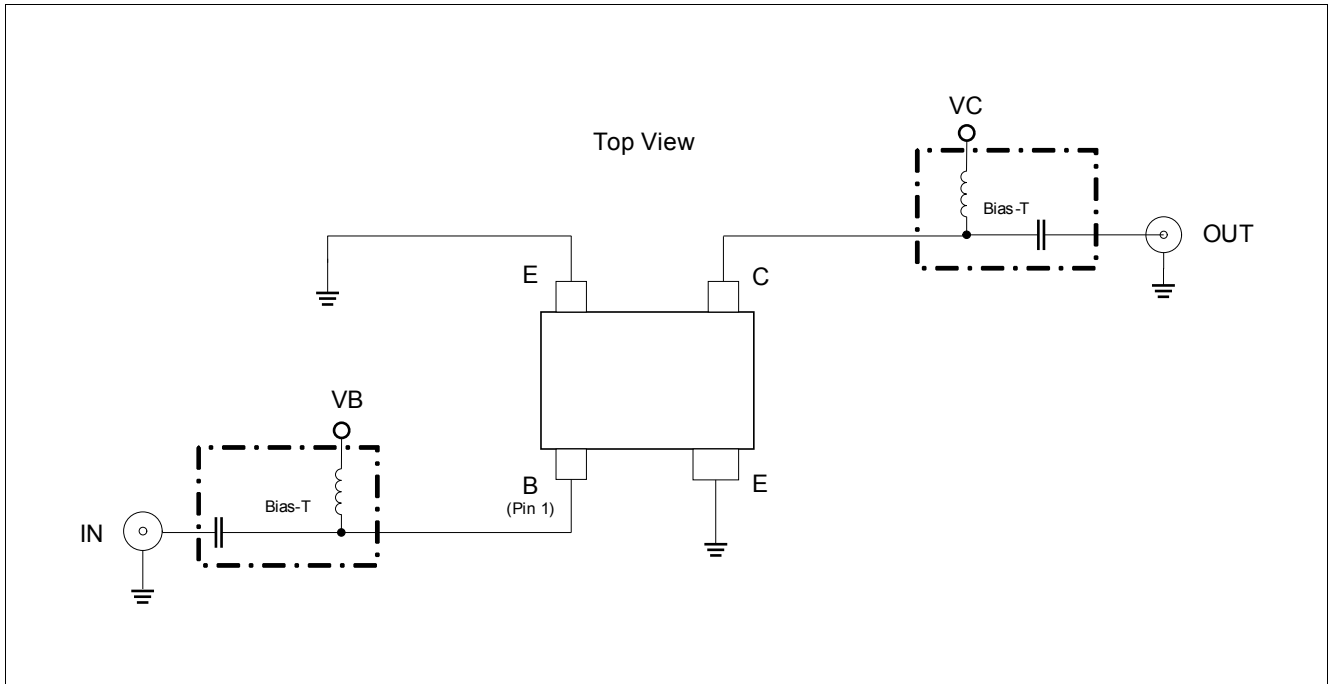 VC
Top View
Bias-T
OUT
E
C
VB
B
(Pin 1)
E
Bias-T
IN